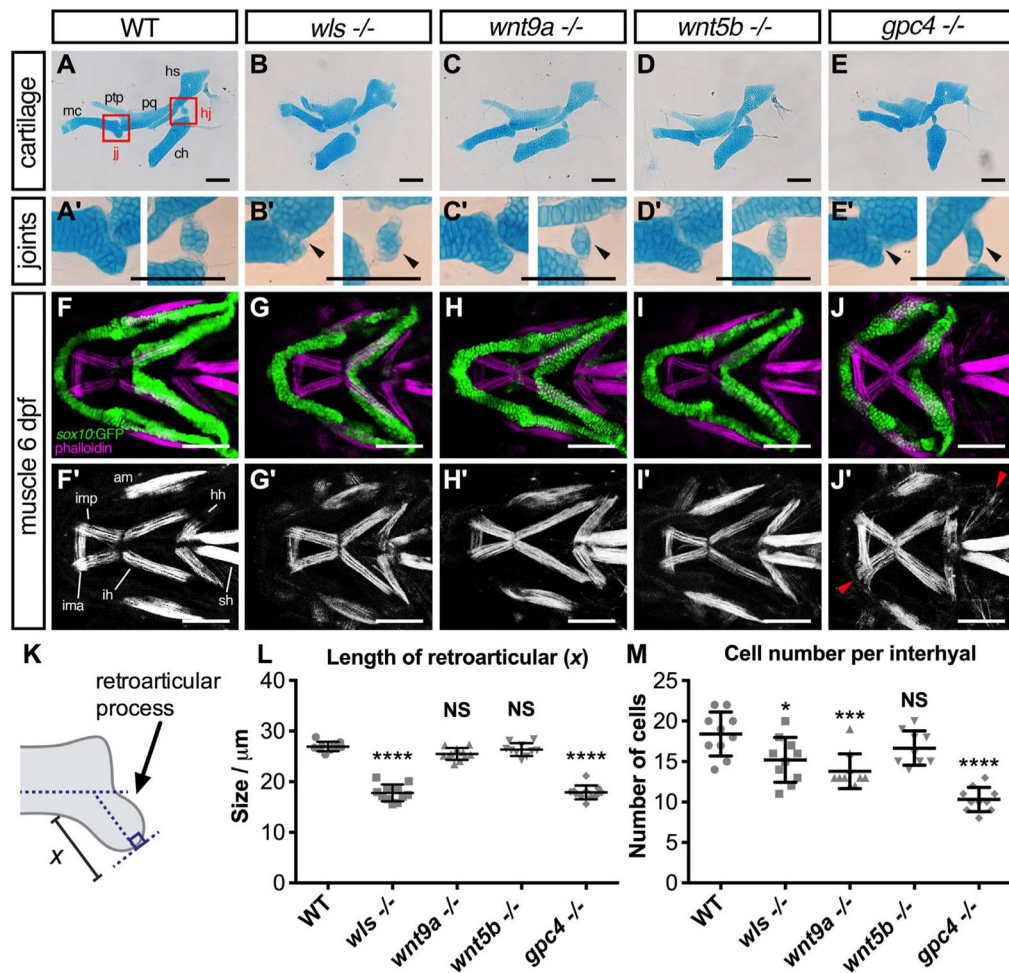 WT
wls -/-
wnt9a -/-
wnt5b -/-
gpc4 -/-
cartilage
A
mc
ptp
pq
hs
hj
jj
ch
B
C
D
E
joints
A'
B'
C'
D'
E'
muscle 6 dpf
F
sox10:GFP
phalloidin
G
H
I
J
F'
am
imp
hh
ima
ih
sh
G'
H'
I'
J'
K
retroarticular
process
x
L
Length of retroarticular (x)
Size / μm
40
30
20
10
0
****
NS
NS
****
WT
wls -/-
wnt9a -/-
wnt5b -/-
gpc4 -/-
M
Cell number per interhyal
Number of cells
25
20
15
10
5
0
*
***
NS
****
WT
wls -/-
wnt9a -/-
wnt5b -/-
gpc4 -/-